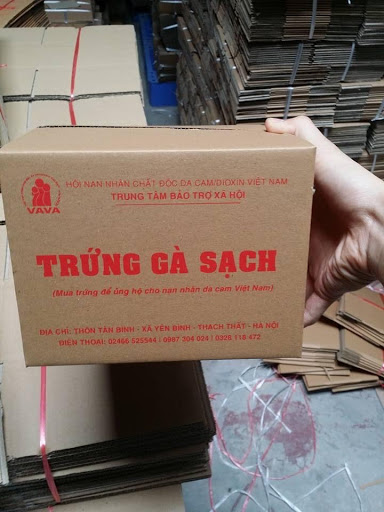 HỘI NẠN NHÂN CHẤT ĐỘC DA CAM/DIOXIN VIỆT NAM
TRUNG TÂM BẢO TRỢ XÃ HỘI
VAVA
TRỨNG GÀ SẠCH
(Mua trứng để ủng hộ cho nạn nhân da cam Việt Nam)
ĐỊA CHỈ: THÔN TÂN BÌNH - XÃ YÊN BÌNH - THẠCH THẤT - HÀ NỘI
ĐIỆN THOẠI: 02466 525544 | 0967 204 024 | 0328 118 472